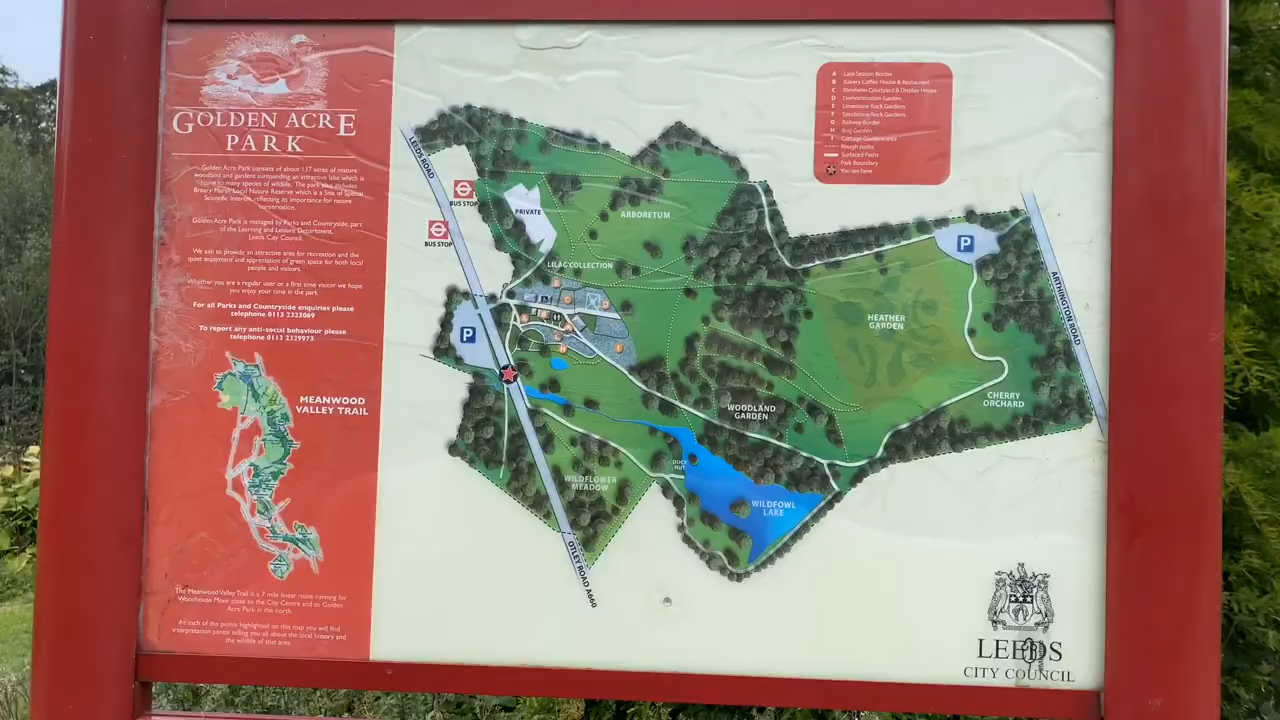 GOLDEN ACRE
PARK
Golden Acre Park consists of about 137 acres of mature
woodland and gardens surrounding an attractive lake which is
home to many species of wildlife. The park also includes
Breary Marsh Local Nature Reserve which is a Site of Special
Scientific Interest, reflecting its importance for nature
conservation.
Golden Acre Park is managed by Parks and Countryside, part
of the Learning and Leisure Department,
Leeds City Council.
We aim to provide an attractive area for recreation and the
quiet enjoyment and appreciation of green space for both local
people and visitors.
Whether you are a regular user or a first time visitor we hope
you enjoy your time in the park
For all Parks and Countryside enquiries please
telephone 0113 2323069
To report any anti-social behaviour please
telephone 0113 2329973
MEANWOOD
VALLEY TRAIL
The Meanwood Valley Trail is a 7 mile linear route running for
Woodhouse Moor close to the City Centre and to Golden
Acre Park in the north.
At each of the points highlighted on this map you will find
interpretation panels telling you all about the local history and
the wildlife of that area.
A Late Season Border
B Bakery Coffee House & Restaurant
C Blenheim Courtyard & Display House
D Demonstration Gardens
E Limestone Rock Gardens
F Sandstone Rock Gardens
G Railway Border
H Bog Garden
I Cottage Gardens area
Rough paths
Surfaced Paths
Park Boundary
You are here
LEEDS ROAD
BUS STOP
BUS STOP
PRIVATE
ARBORETUM
LILAC COLLECTION
P
P
ARTHINGTON ROAD
HEATHER
GARDEN
CHERRY
ORCHARD
WOODLAND
GARDEN
DUCK
HUT
WILDFLOWER
MEADOW
WILDFOWL
LAKE
OTLEY ROAD A660
LEEDS
CITY COUNCIL